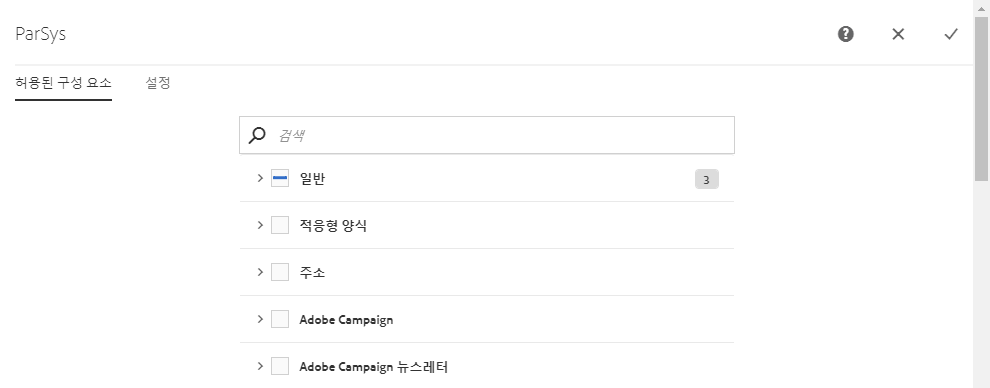 ParSys
허용된 구성 요소 설정
검색
일반 3
적응형 양식
주소
Adobe Campaign
Adobe Campaign 뉴스레터